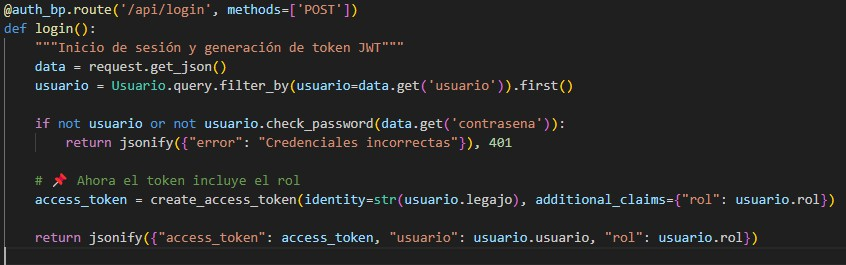 @auth_bp.route('/api/login', methods=['POST'])
def login():
    """Inicio de sesión y generación de token JWT"""
    data = request.get_json()
    usuario = Usuario.query.filter_by(usuario=data.get('usuario')).first()

    if not usuario or not usuario.check_password(data.get('contrasena')):
        return jsonify({"error": "Credenciales incorrectas"}), 401

    # 📌 Ahora el token incluye el rol
    access_token = create_access_token(identity=str(usuario.legajo), additional_claims={"rol": usuario.rol})

    return jsonify({"access_token": access_token, "usuario": usuario.usuario, "rol": usuario.rol})